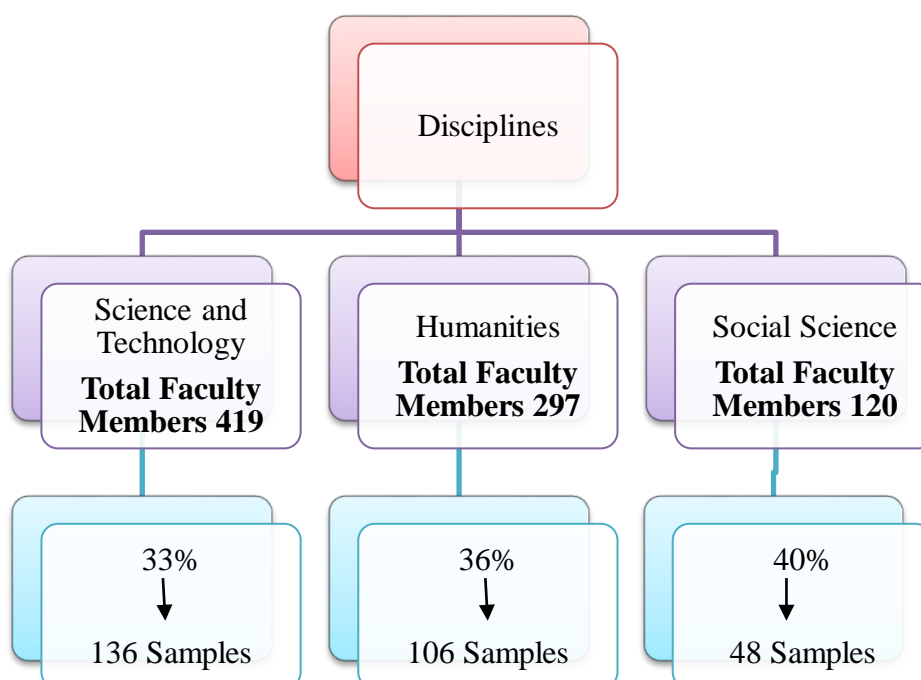 Disciplines
Science and
Technology
Total Faculty
Members 419
Humanities
Total Faculty
Members 297
Social Science
Total Faculty
Members 120
33%
136 Samples
36%
106 Samples
40%
48 Samples